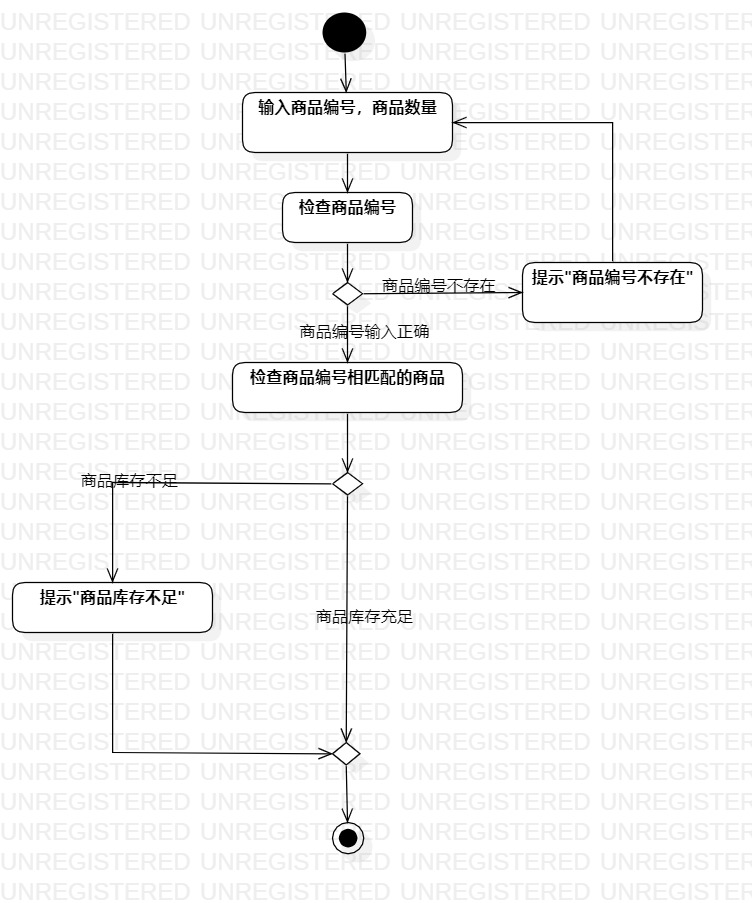 输入商品编号，商品数量
检查商品编号
商品编号不存在
提示"商品编号不存在"
商品编号输入正确
检查商品编号相匹配的商品
商品库存不足
提示"商品库存不足"
商品库存充足
UNREGISTERED UNREGISTERED UNREGISTERED UNREGISTERED